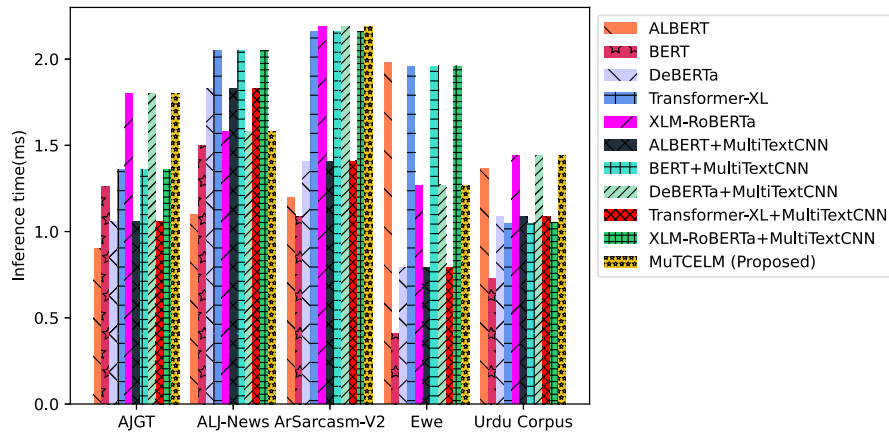 Inference time(ms)
2.0
1.5
1.0
0.5
0.0
AJGT
ALJ-News
ArSarcasm-V2
Ewe
Urdu Corpus
ALBERT
BERT
DeBERTa
Transformer-XL
XLM-RoBERTa
ALBERT+MultiTextCNN
BERT+MultiTextCNN
DeBERTa+MultiTextCNN
Transformer-XL+MultiTextCNN
XLM-RoBERTa+MultiTextCNN
MuTCELM (Proposed)